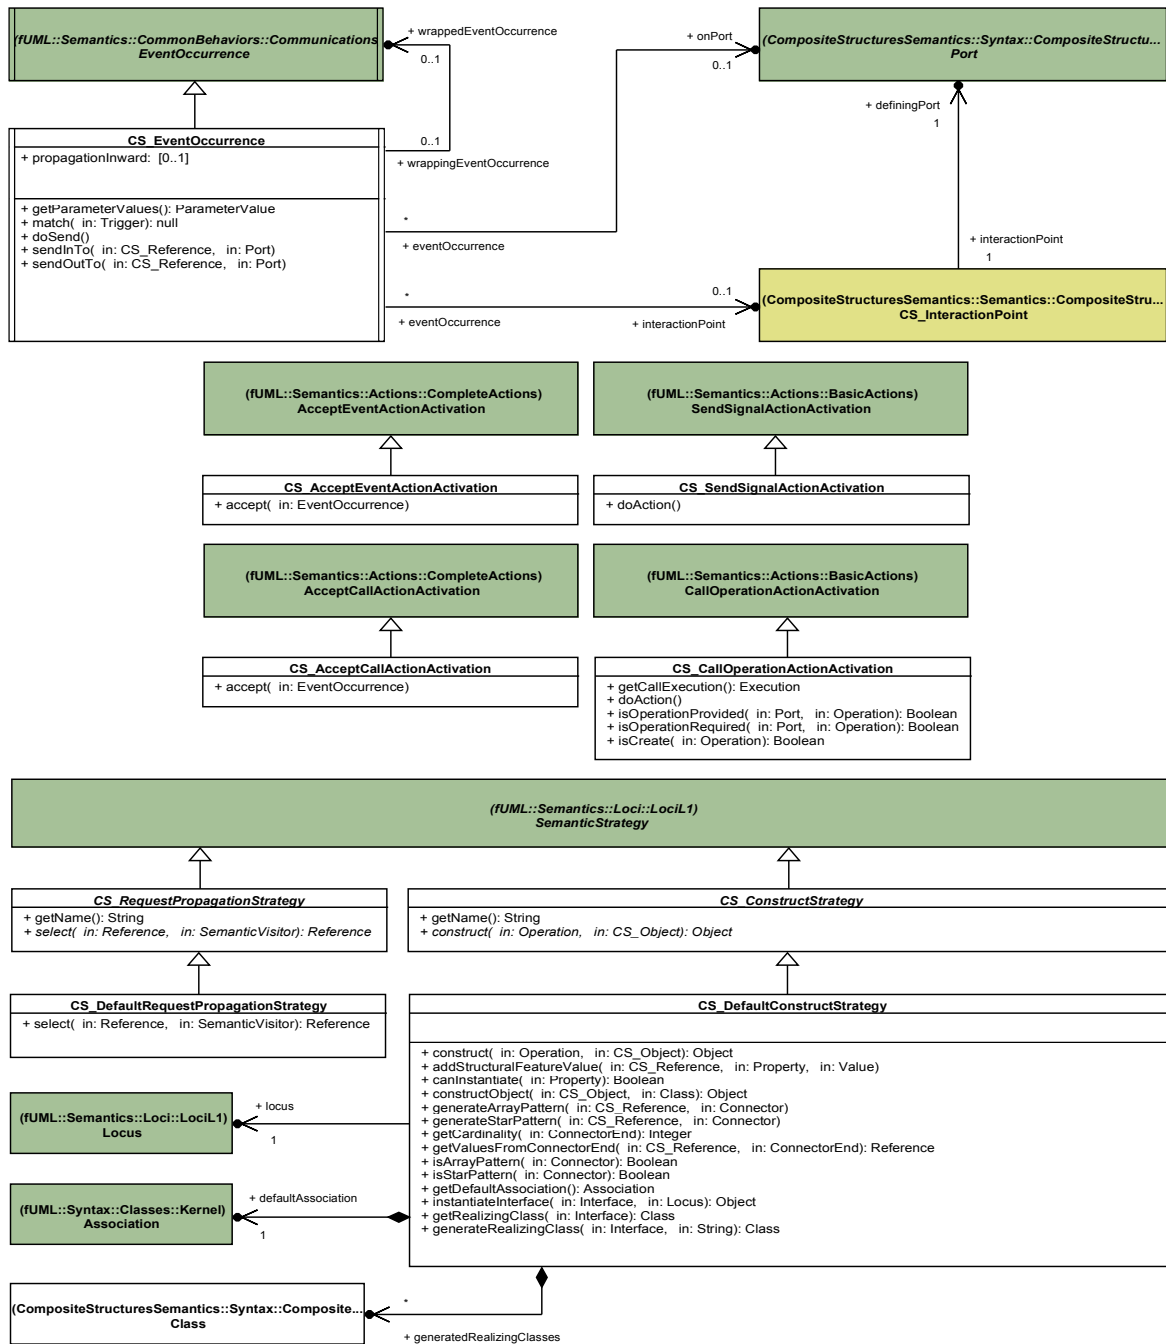 (fUML::Semantics::CommonBehaviors::Communications
EventOccurrence
+ wrappedEventOccurrence
0..1
+ onPort
0..1
(CompositeStructuresSemantics::Syntax::CompositeStructu...
Port
CS_EventOccurrence
+ propagationInward:  [0..1]
+ getParameterValues(): ParameterValue
+ match(  in: Trigger): null
+ doSend()
+ sendInTo(  in: CS_Reference,   in: Port)
+ sendOutTo(  in: CS_Reference,   in: Port)
0..1
+ wrappingEventOccurrence
+ definingPort
1
*
+ eventOccurrence
+ interactionPoint
1
*
+ eventOccurrence
0..1
+ interactionPoint
(CompositeStructuresSemantics::Semantics::CompositeStru...
CS_InteractionPoint
(fUML::Semantics::Actions::CompleteActions)
AcceptEventActionActivation
(fUML::Semantics::Actions::BasicActions)
SendSignalActionActivation
CS_AcceptEventActionActivation
+ accept(  in: EventOccurrence)
CS_SendSignalActionActivation
+ doAction()
(fUML::Semantics::Actions::CompleteActions)
AcceptCallActionActivation
(fUML::Semantics::Actions::BasicActions)
CallOperationActionActivation
CS_AcceptCallActionActivation
+ accept(  in: EventOccurrence)
CS_CallOperationActionActivation
+ getCallExecution(): Execution
+ doAction()
+ isOperationProvided(  in: Port,   in: Operation): Boolean
+ isOperationRequired(  in: Port,   in: Operation): Boolean
+ isCreate(  in: Operation): Boolean
(fUML::Semantics::Loci::LociL1)
SemanticStrategy
CS_RequestPropagationStrategy
+ getName(): String
+ select(  in: Reference,   in: SemanticVisitor): Reference
CS_ConstructStrategy
+ getName(): String
+ construct(  in: Operation,   in: CS_Object): Object
CS_DefaultRequestPropagationStrategy
+ select(  in: Reference,   in: SemanticVisitor): Reference
CS_DefaultConstructStrategy
+ construct(  in: Operation,   in: CS_Object): Object
+ addStructuralFeatureValue(  in: CS_Reference,   in: Property,   in: Value)
+ canInstantiate(  in: Property): Boolean
+ constructObject(  in: CS_Object,   in: Class): Object
+ generateArrayPattern(  in: CS_Reference,   in: Connector)
+ generateStarPattern(  in: CS_Reference,   in: Connector)
+ getCardinality(  in: ConnectorEnd): Integer
+ getValuesFromConnectorEnd(  in: CS_Reference,   in: ConnectorEnd): Reference
+ isArrayPattern(  in: Connector): Boolean
+ isStarPattern(  in: Connector): Boolean
+ getDefaultAssociation(): Association
+ instantiateInterface(  in: Interface,   in: Locus): Object
+ getRealizingClass(  in: Interface): Class
+ generateRealizingClass(  in: Interface,   in: String): Class
(fUML::Semantics::Loci::LociL1)
Locus
+ locus
1
(fUML::Syntax::Classes::Kernel)
Association
+ defaultAssociation
1
(CompositeStructuresSemantics::Syntax::Composite...
Class
*
+ generatedRealizingClasses